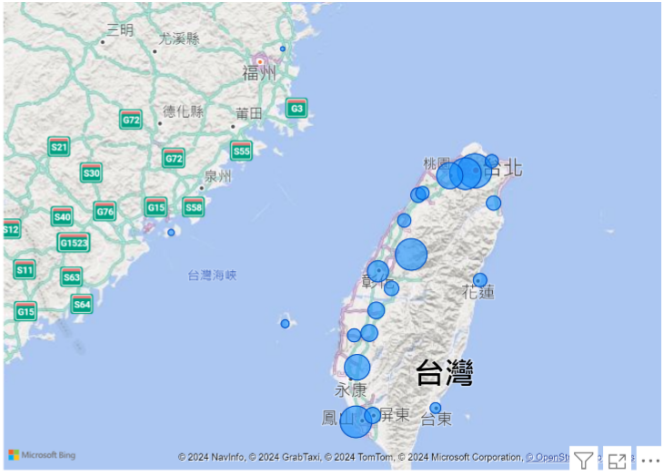 三明
尤溪縣
福州
德化縣
莆田
G3
G72
S21
G72
S55
S30
泉州
桃園
台北
S40
G76
G15
S58
S12
G1523
S11
S63
台灣海峽
彰化
花蓮
G15
S64
台灣
永康
鳳山
屏東
台東
Microsoft Bing
© 2024 NavInfo, © 2024 GrabTaxi, © 2024 TomTom, © 2024 Microsoft Corporation, © OpenSt